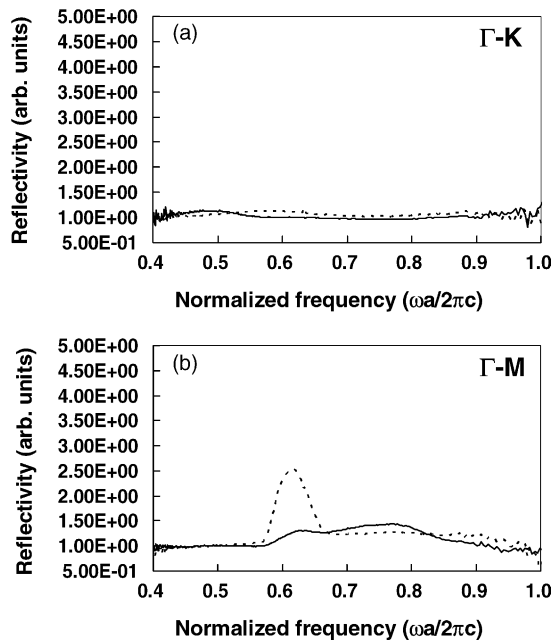 5.00E+00
(a)
Γ-K
4.50E+00
4.00E+00
3.50E+00
3.00E+00
2.50E+00
2.00E+00
1.50E+00
1.00E+00
5.00E-01
Reflectivity (arb. units)
0.4 0.5 0.6 0.7 0.8 0.9 1.0
Normalized frequency (ωa/2πc)
5.00E+00
(b)
Γ-M
4.50E+00
4.00E+00
3.50E+00
3.00E+00
2.50E+00
2.00E+00
1.50E+00
1.00E+00
5.00E-01
Reflectivity (arb. units)
0.4 0.5 0.6 0.7 0.8 0.9 1.0
Normalized frequency (ωa/2πc)